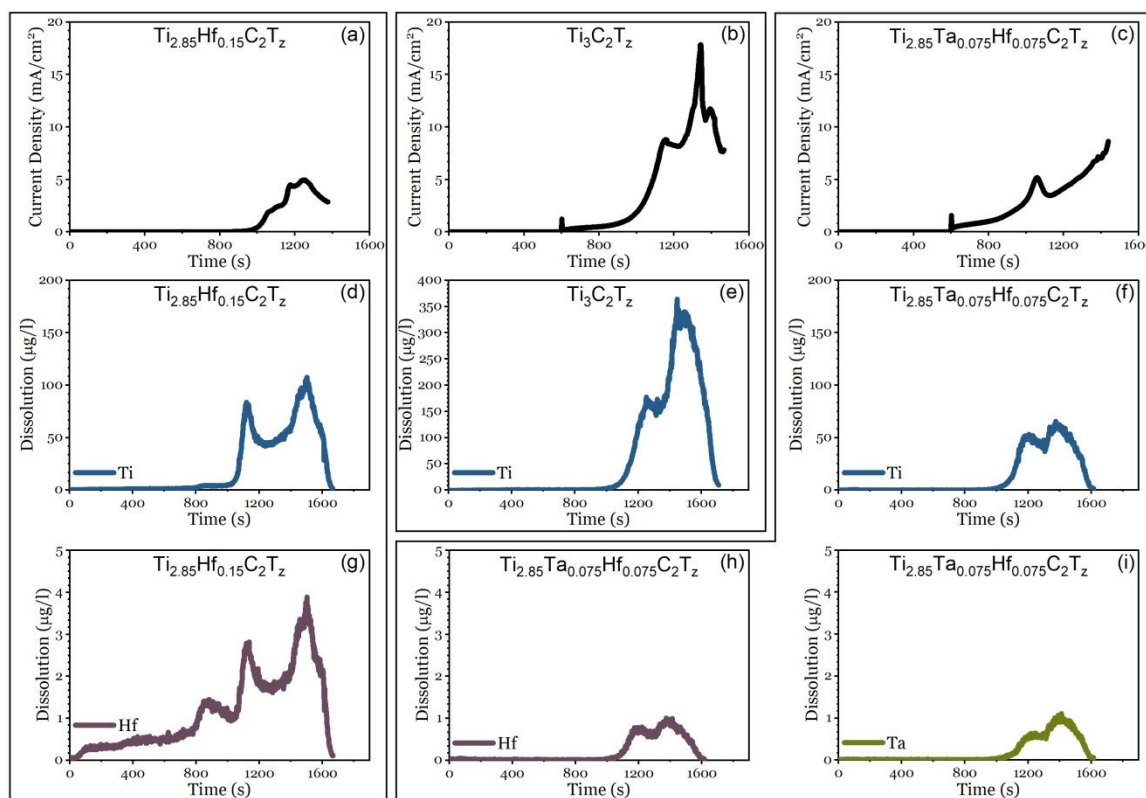 Ti2.85Hf0.15C2Tz (a)
Current Density (mA/cm²)
20
15
10
5
0
0 400 800 1200 1600
Time (s)
Ti3C2Tz (b)
Current Density (mA/cm²)
20
15
10
5
0
0 400 800 1200 1600
Time (s)
Ti2.85Ta0.075Hf0.075C2Tz (c)
Current Density (mA/cm²)
20
15
10
5
0
0 400 800 1200 1600
Time (s)
Ti2.85Hf0.15C2Tz (d)
Dissolution (µg/l)
200
150
100
50
0
Ti
0 400 800 1200 1600
Time (s)
Ti3C2Tz (e)
Dissolution (µg/l)
400
350
300
250
200
150
100
50
0
Ti
0 400 800 1200 1600
Time (s)
Ti2.85Ta0.075Hf0.075C2Tz (f)
Dissolution (µg/l)
200
150
100
50
0
Ti
0 400 800 1200 1600
Time (s)
Ti2.85Hf0.15C2Tz (g)
Dissolution (µg/l)
5
4
3
2
1
0
Hf
0 400 800 1200 1600
Time (s)
Ti2.85Ta0.075Hf0.075C2Tz (h)
Dissolution (µg/l)
5
4
3
2
1
0
Hf
0 400 800 1200 1600
Time (s)
Ti2.85Ta0.075Hf0.075C2Tz (i)
Dissolution (µg/l)
5
4
3
2
1
0
Ta
0 400 800 1200 1600
Time (s)